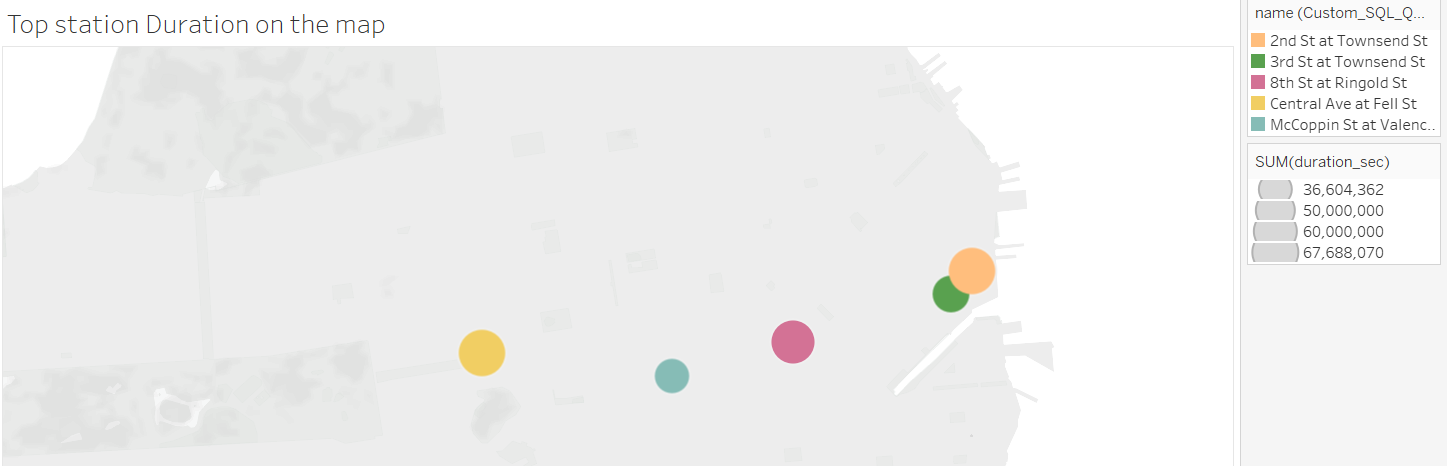 Top station Duration on the map
name (Custom_SQL_Q...
2nd St at Townsend St
3rd St at Townsend St
8th St at Ringold St
Central Ave at Fell St
McCoppin St at Valenc..
SUM(duration_sec)
36,604,362
50,000,000
60,000,000
67,688,070